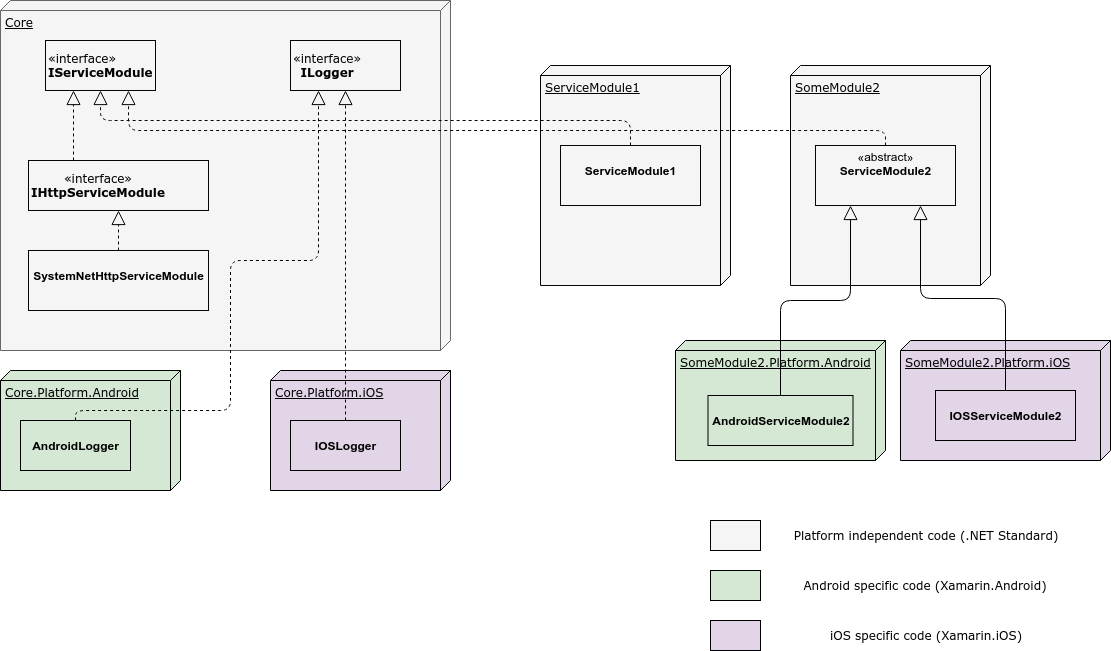 Core
«interface»
IServiceModule
«interface»
ILogger
«interface»
IHttpServiceModule
SystemNetHttpServiceModule
ServiceModule1
ServiceModule1
SomeModule2
«abstract»
ServiceModule2
Core.Platform.Android
AndroidLogger
Core.Platform.iOS
IOSLogger
SomeModule2.Platform.Android
AndroidServiceModule2
SomeModule2.Platform.iOS
IOSServiceModule2
Platform independent code (.NET Standard)
Android specific code (Xamarin.Android)
iOS specific code (Xamarin.iOS)